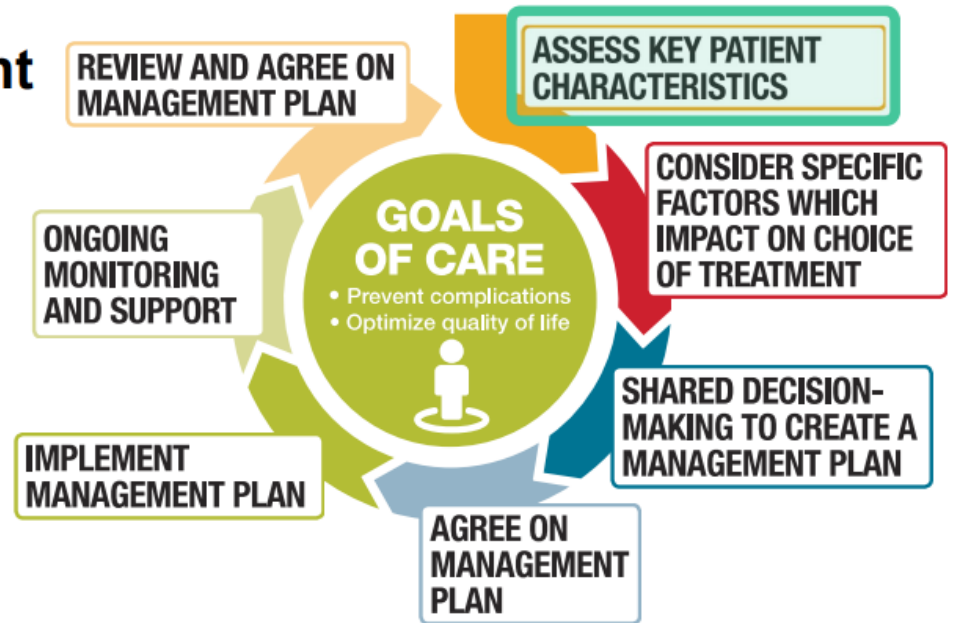 nt
ASSESS KEY PATIENT
CHARACTERISTICS
CONSIDER SPECIFIC
FACTORS WHICH
IMPACT ON CHOICE
OF TREATMENT
SHARED DECISION-
MAKING TO CREATE A
MANAGEMENT PLAN
AGREE ON
MANAGEMENT
PLAN
IMPLEMENT
MANAGEMENT PLAN
ONGOING
MONITORING
AND SUPPORT
REVIEW AND AGREE ON
MANAGEMENT PLAN
GOALS
OF CARE
• Prevent complications
• Optimize quality of life